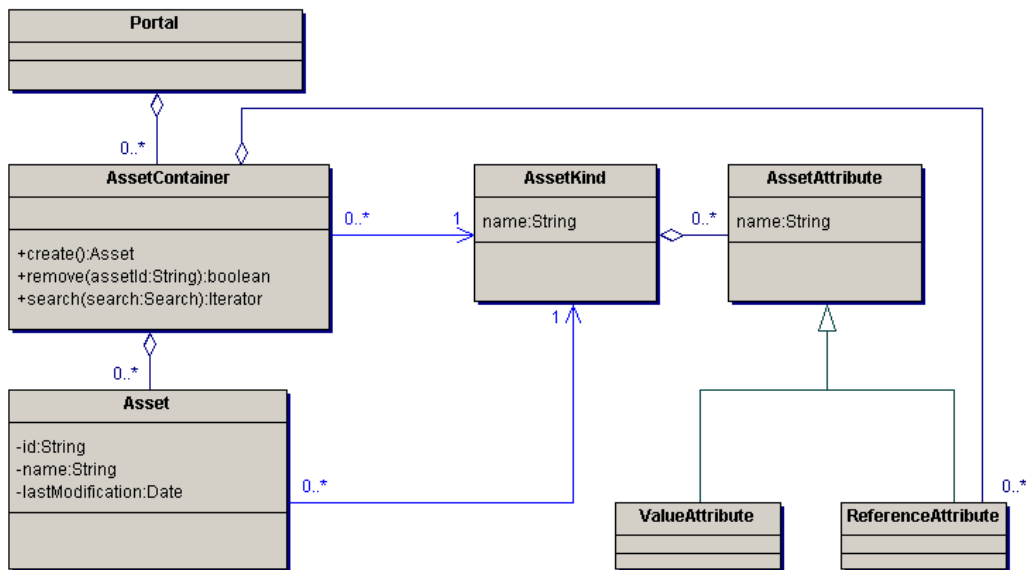 Portal
0..*
AssetContainer
+create():Asset
+remove(assetId:String):boolean
+search(search:Search):Iterator
0..*
1
AssetKind
name:String
0..*
AssetAttribute
name:String
1
0..*
Asset
-id:String
-name:String
-lastModification:Date
0..*
0..*
ValueAttribute
ReferenceAttribute